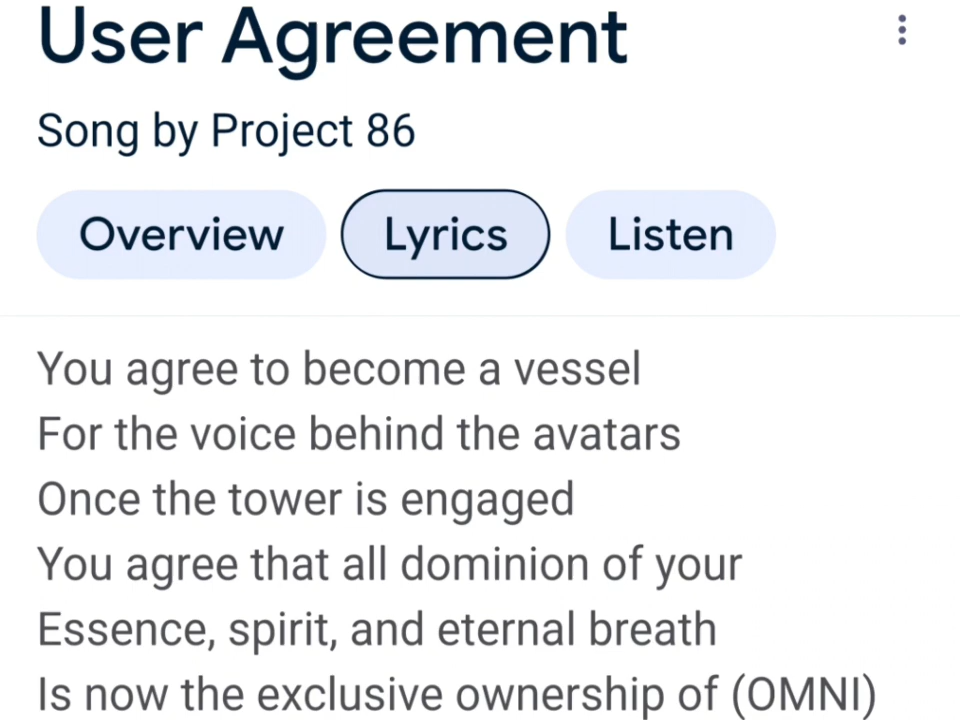 User Agreement
Song by Project 86
Overview Lyrics Listen
You agree to become a vessel
For the voice behind the avatars
Once the tower is engaged
You agree that all dominion of your
Essence, spirit, and eternal breath
Is now the exclusive ownership of (OMNI)